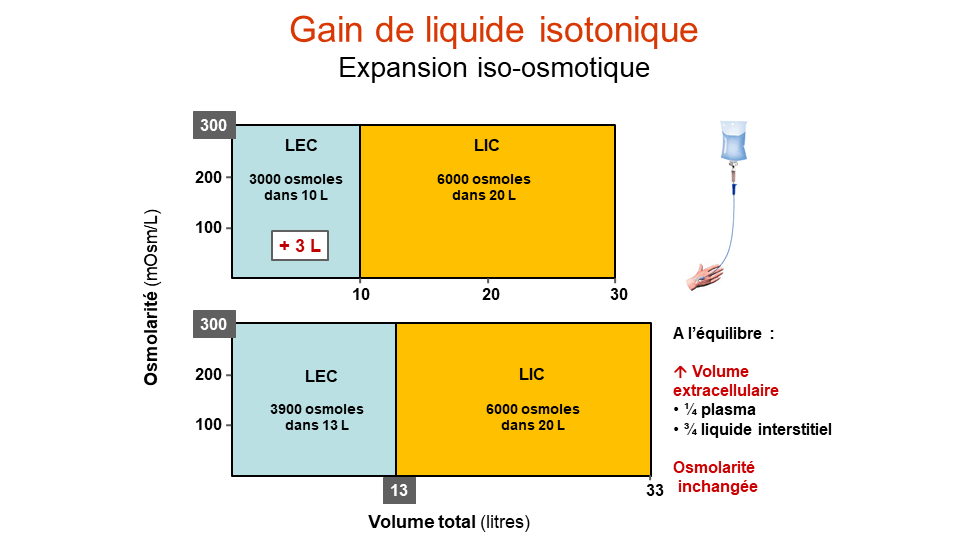 Gain de liquide isotonique
Expansion iso-osmotique
Osmolarité (mOsm/L)
300
200
100
LEC
3000 osmoles
dans 10 L
+ 3 L
LIC
6000 osmoles
dans 20 L
10
20
30
300
200
100
LEC
3900 osmoles
dans 13 L
LIC
6000 osmoles
dans 20 L
13
33
Volume total (litres)
A l’équilibre :
↑ Volume
extracellulaire
• ¼ plasma
• ¾ liquide interstitiel
Osmolarité
inchangée